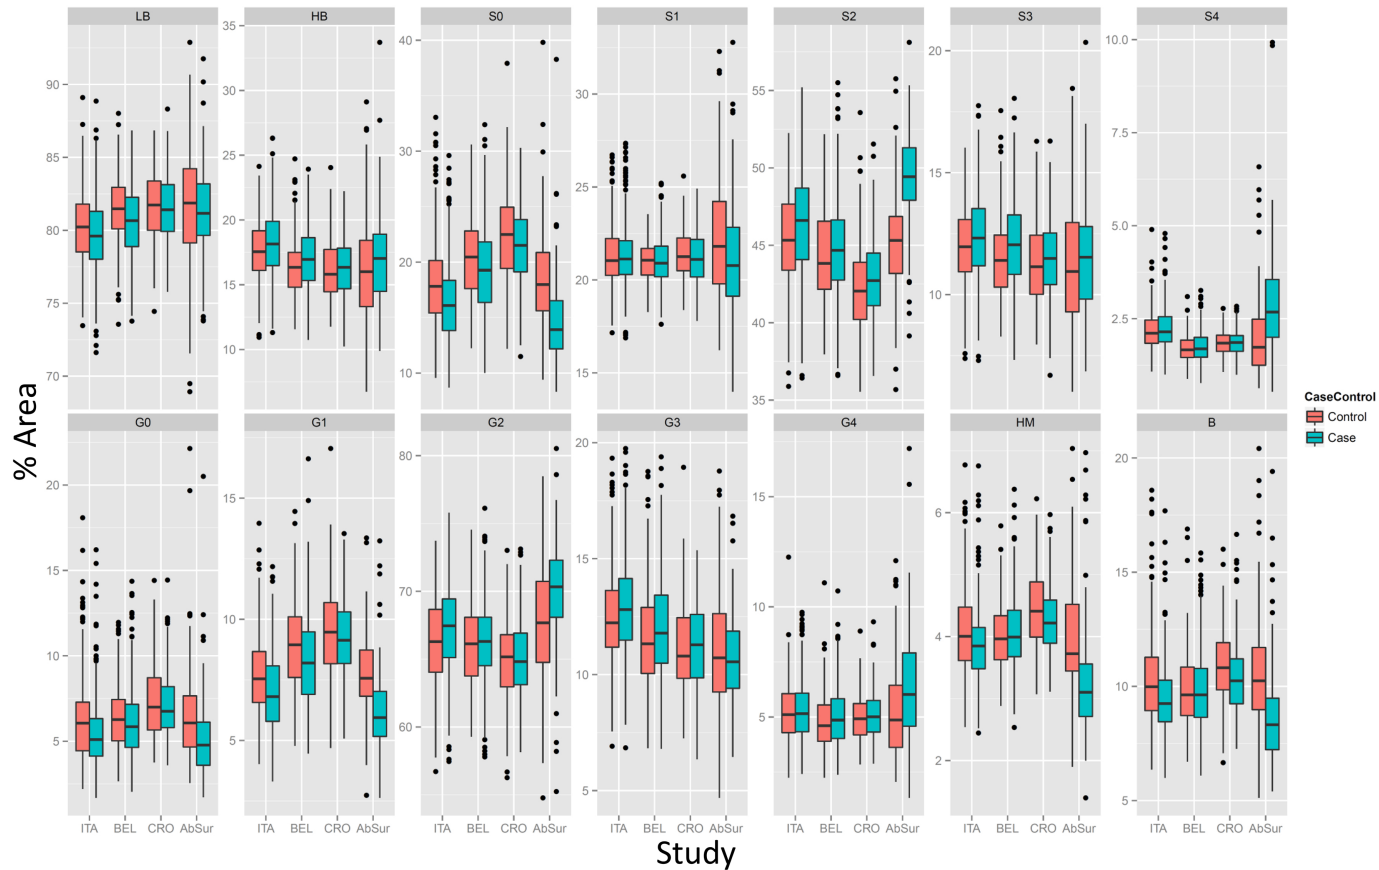 LB HB S0 S1 S2 S3 S4
90 85 80 75 70
35 30 25 20 15 10
40 30 20 10
30 25 20 15
55 50 45 40 35
20 15 10
10.0 7.5 5.0 2.5
% Area
CaseControl
Control
Case
G0 G1 G2 G3 G4 HM B
20 15 10 5
15 10 5
80 70 60
20 15 10 5
15 10 5
6 4 2
20 15 10 5
ITA BEL CRO AbSur ITA BEL CRO AbSur ITA BEL CRO AbSur ITA BEL CRO AbSur ITA BEL CRO AbSur ITA BEL CRO AbSur ITA BEL CRO AbSur
Study